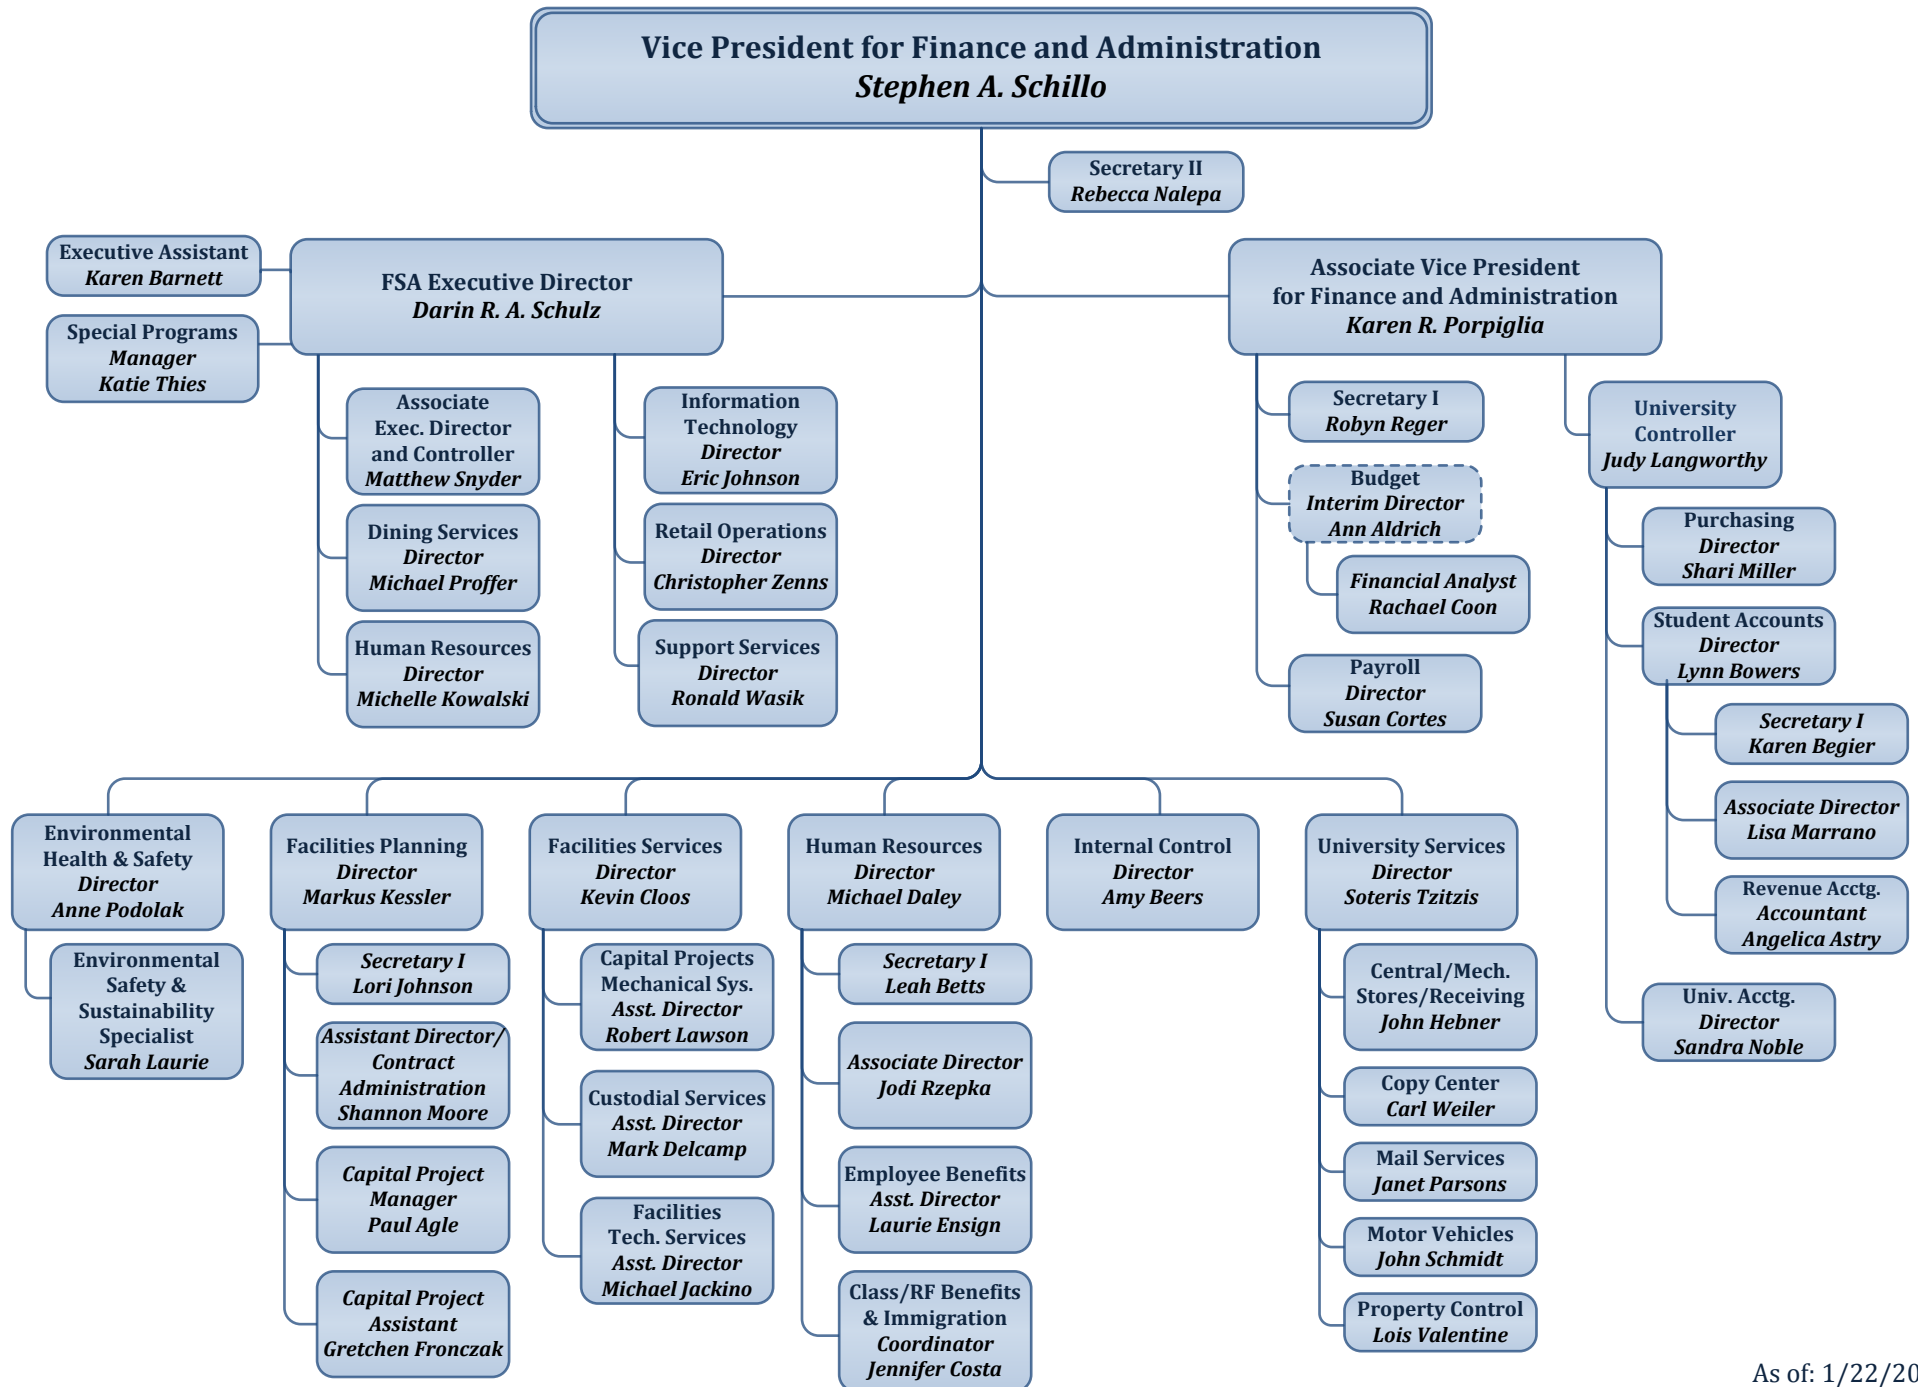 Vice President for Finance and Administration
Stephen A. Schillo
Secretary II
Rebecca Nalepa
Executive Assistant
Karen Barnett
Special Programs
Manager
Katie Thies
FSA Executive Director
Darin R. A. Schulz
Associate Vice President
for Finance and Administration
Karen R. Porpiglia
Associate
Exec. Director
and Controller
Matthew Snyder
Dining Services
Director
Michael Proffer
Human Resources
Director
Michelle Kowalski
Information
Technology
Director
Eric Johnson
Retail Operations
Director
Christopher Zenns
Support Services
Director
Ronald Wasik
Secretary I
Robyn Reger
Budget
Interim Director
Ann Aldrich
Financial Analyst
Rachael Coon
Payroll
Director
Susan Cortes
University
Controller
Judy Langworthy
Purchasing
Director
Shari Miller
Student Accounts
Director
Lynn Bowers
Secretary I
Karen Begier
Associate Director
Lisa Marrano
Revenue Acctg.
Accountant
Angelica Astry
Univ. Acctg.
Director
Sandra Noble
Environmental
Health & Safety
Director
Anne Podolak
Environmental
Safety &
Sustainability
Specialist
Sarah Laurie
Facilities Planning
Director
Markus Kessler
Secretary I
Lori Johnson
Assistant Director/
Contract
Administration
Shannon Moore
Capital Project
Manager
Paul Agle
Capital Project
Assistant
Gretchen Fronczak
Facilities Services
Director
Kevin Cloos
Capital Projects
Mechanical Sys.
Asst. Director
Robert Lawson
Custodial Services
Asst. Director
Mark Delcamp
Facilities
Tech. Services
Asst. Director
Michael Jackino
Human Resources
Director
Michael Daley
Secretary I
Leah Betts
Associate Director
Jodi Rzepka
Employee Benefits
Asst. Director
Laurie Ensign
Class/RF Benefits
& Immigration
Coordinator
Jennifer Costa
Internal Control
Director
Amy Beers
University Services
Director
Soteris Tzitzis
Central/Mech.
Stores/Receiving
John Hebner
Copy Center
Carl Weiler
Mail Services
Janet Parsons
Motor Vehicles
John Schmidt
Property Control
Lois Valentine
As of: 1/22/20